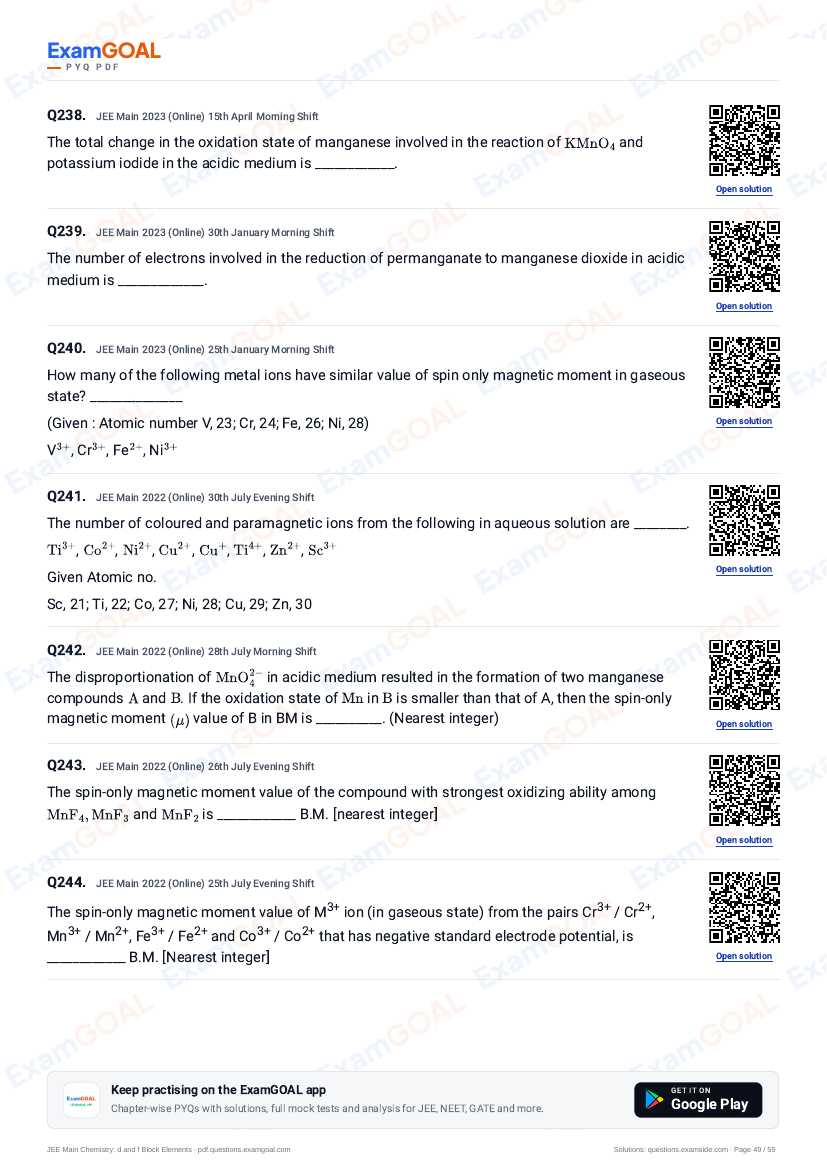 ExamGOAL
PYQ PDF
Q238. JEE Main 2023 (Online) 15th April Morning Shift
The total change in the oxidation state of manganese involved in the reaction of KMnO₄ and
potassium iodide in the acidic medium is ____________.
Open solution
Q239. JEE Main 2023 (Online) 30th January Morning Shift
The number of electrons involved in the reduction of permanganate to manganese dioxide in acidic
medium is _____________.
Open solution
Q240. JEE Main 2023 (Online) 25th January Morning Shift
How many of the following metal ions have similar value of spin only magnetic moment in gaseous
state? ______________
(Given : Atomic number V, 23; Cr, 24; Fe, 26; Ni, 28)
V³⁺, Cr³⁺, Fe²⁺, Ni³⁺
Open solution
Q241. JEE Main 2022 (Online) 30th July Evening Shift
The number of coloured and paramagnetic ions from the following in aqueous solution are ________.
Ti³⁺, Co²⁺, Ni²⁺, Cu²⁺, Cu⁺, Ti⁴⁺, Zn²⁺, Sc³⁺
Given Atomic no.
Sc, 21; Ti, 22; Co, 27; Ni, 28; Cu, 29; Zn, 30
Open solution
Q242. JEE Main 2022 (Online) 28th July Morning Shift
The disproportionation of MnO₄²⁻ in acidic medium resulted in the formation of two manganese
compounds A and B. If the oxidation state of Mn in B is smaller than that of A, then the spin-only
magnetic moment (μ) value of B in BM is __________. (Nearest integer)
Open solution
Q243. JEE Main 2022 (Online) 26th July Evening Shift
The spin-only magnetic moment value of the compound with strongest oxidizing ability among
MnF₄, MnF₃ and MnF₂ is ____________ B.M. [nearest integer]
Open solution
Q244. JEE Main 2022 (Online) 25th July Evening Shift
The spin-only magnetic moment value of M³⁺ ion (in gaseous state) from the pairs Cr³⁺ / Cr²⁺,
Mn³⁺ / Mn²⁺, Fe³⁺ / Fe²⁺ and Co³⁺ / Co²⁺ that has negative standard electrode potential, is
____________ B.M. [Nearest integer]
Open solution
ExamGOAL
Keep practising on the ExamGOAL app
Chapter-wise PYQs with solutions, full mock tests and analysis for JEE, NEET, GATE and more.
GET IT ON
Google Play
JEE Main Chemistry: d and f Block Elements · pdf.questions.examgoal.com
Solutions: questions.examside.com · Page 49 / 55